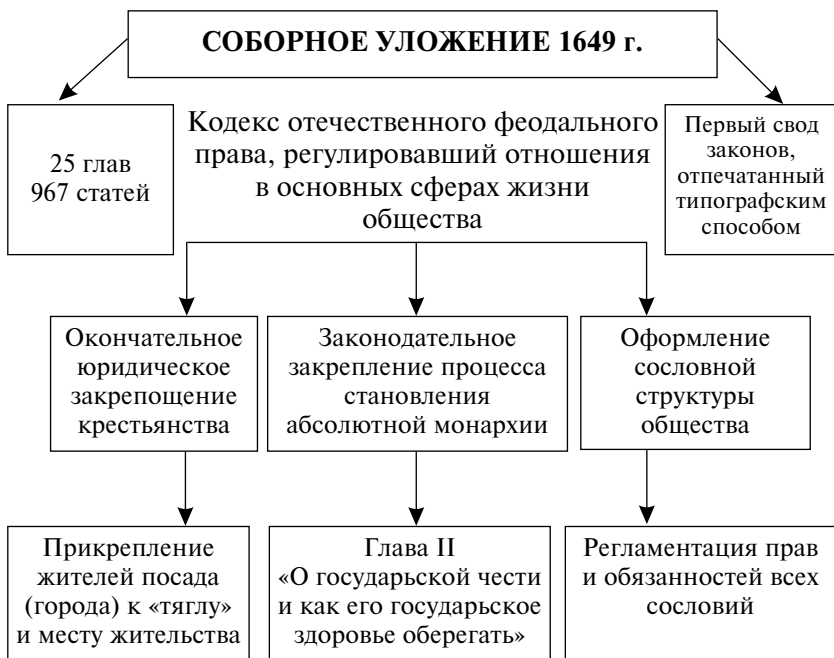 СОБОРНОЕ УЛОЖЕНИЕ 1649 г.
25 глав
967 статей
Кодекс отечественного феодального
права, регулировавший отношения
в основных сферах жизни
общества
Первый свод
законов,
отпечатанный
типографским
способом
Окончательное
юридическое
закрепощение
крестьянства
Законодательное
закрепление процесса
становления
абсолютной монархии
Оформление
сословной
структуры
общества
Прикрепление
жителей посада
(города) к «тяглу»
и месту жительства
Глава II
«О государьской чести
и как его государьское
здоровье оберегать»
Регламентация прав
и обязанностей всех
сословий